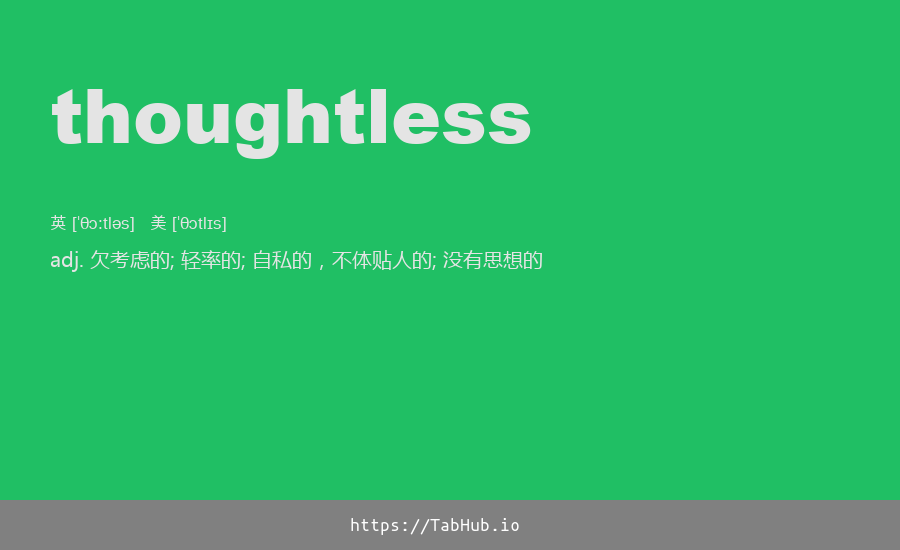 thoughtless
英 [ˈθɔːtləs] 美 [ˈθɔtlɪs]
adj. 欠考虑的; 轻率的; 自私的，不体贴人的; 没有思想的
https://TabHub.io